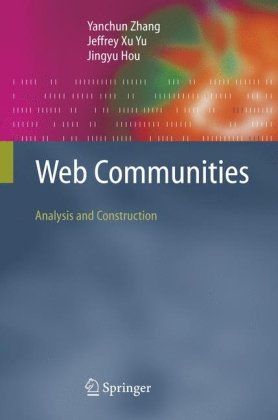 Yanchun Zhang
Jeffrey Xu Yu
Jingyu Hou
Web Communities
Analysis and Construction
Springer